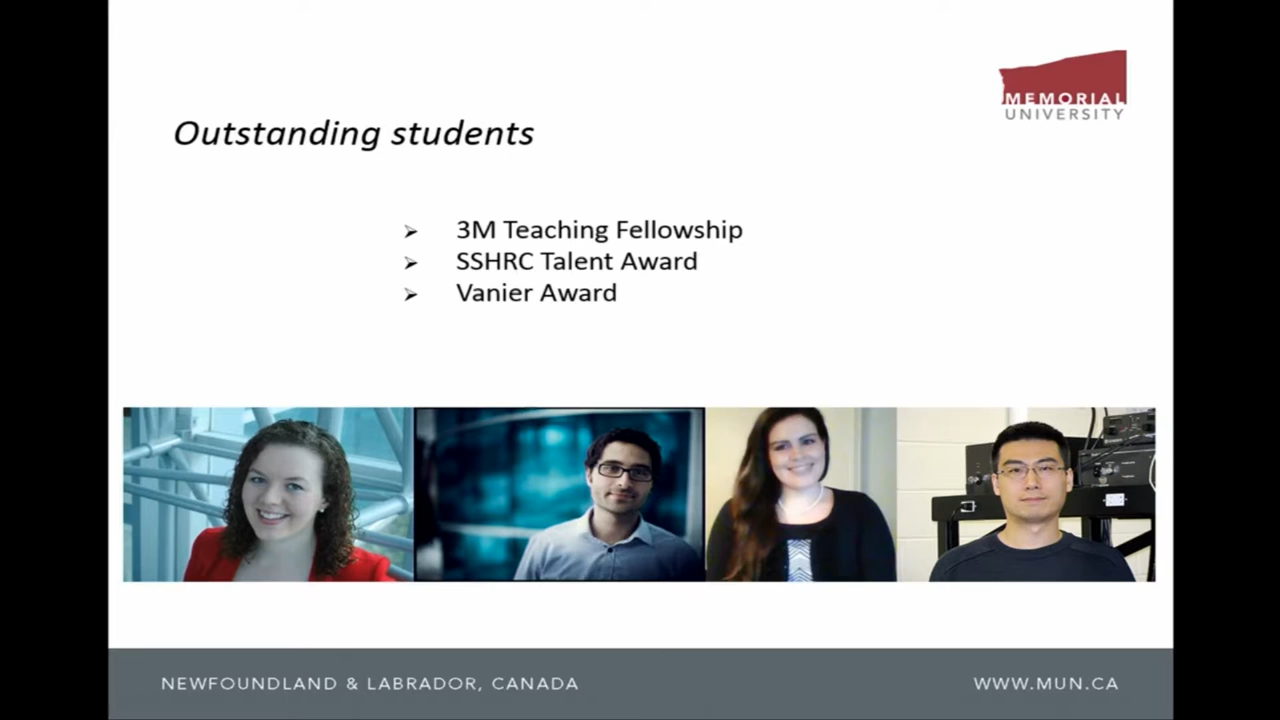 MEMORIAL
UNIVERSITY
Outstanding students
➢ 3M Teaching Fellowship
➢ SSHRC Talent Award
➢ Vanier Award
NEWFOUNDLAND & LABRADOR, CANADA
WWW.MUN.CA